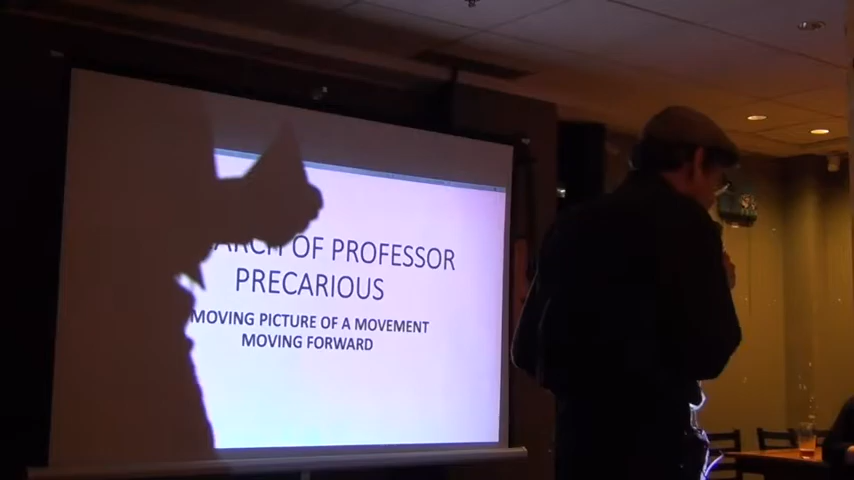 OF PROFESSOR
PRECARIOUS
MOVING PICTURE OF A MOVEMENT
MOVING FORWARD